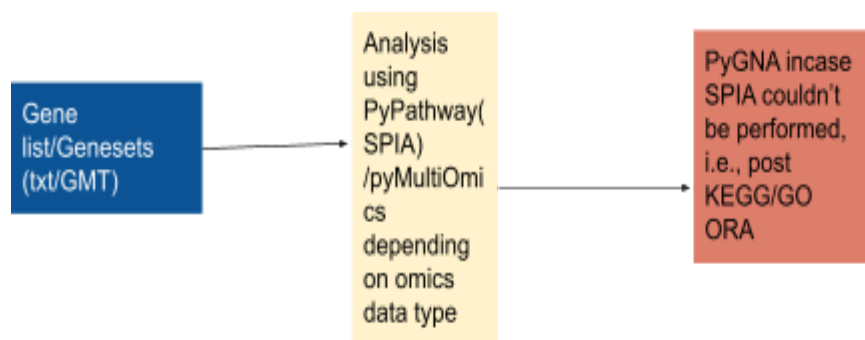 Gene
list/Genesets
(txt/GMT)
Analysis
using
PyPathway(
SPIA)
/pyMultiOmi
cs
depending
on omics
data type
PyGNA incase
SPIA couldn't
be performed,
i.e., post
KEGG/GO
ORA